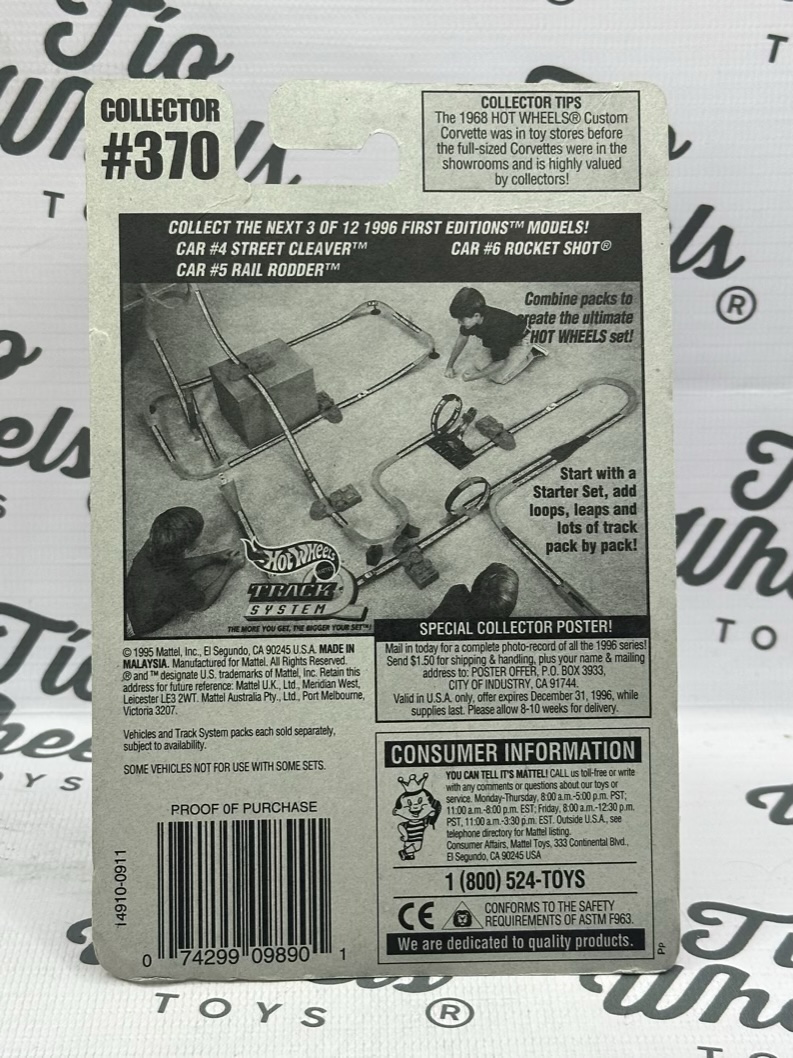 COLLECTOR
#370
COLLECTOR TIPS
The 1968 HOT WHEELS® Custom
Corvette was in toy stores before
the full-sized Corvettes were in the
showrooms and is highly valued
by collectors!
COLLECT THE NEXT 3 OF 12 1996 FIRST EDITIONS™ MODELS!
CAR #4 STREET CLEAVER™
CAR #6 ROCKET SHOT®
CAR #5 RAIL RODDER™
Combine packs to
create the ultimate
HOT WHEELS set!
Start with a
Starter Set, add
loops, leaps and
lots of track
pack by pack!
HOT WHEELS
TRACK
SYSTEM
THE MORE YOU GET, THE BIGGER YOUR SET™!
SPECIAL COLLECTOR POSTER!
Mail in today for a complete photo-record of all the 1996 series!
Send $1.50 for shipping & handling, plus your name & mailing
address to: POSTER OFFER, P.O. BOX 3933,
CITY OF INDUSTRY, CA 91744.
Valid in U.S.A. only, offer expires December 31, 1996, while
supplies last. Please allow 8-10 weeks for delivery.
© 1995 Mattel, Inc., El Segundo, CA 90245 U.S.A. MADE IN
MALAYSIA. Manufactured for Mattel. All Rights Reserved.
® and ™ designate U.S. trademarks of Mattel, Inc. Retain this
address for future reference: Mattel U.K., Ltd., Meridian West,
Leicester LE3 2WT. Mattel Australia Pty., Ltd., Port Melbourne,
Victoria 3207.
Vehicles and Track System packs each sold separately,
subject to availability.
SOME VEHICLES NOT FOR USE WITH SOME SETS.
PROOF OF PURCHASE
14910-0911
0 74299 09890 1
CONSUMER INFORMATION
YOU CAN TELL IT'S MATTEL! CALL us toll-free or write
with any comments or questions about our toys or
service. Monday-Thursday, 8:00 a.m.-5:00 p.m. PST;
11:00 a.m.-8:00 p.m. EST; Friday, 8:00 a.m.-12:30 p.m.
PST, 11:00 a.m.-3:30 p.m. EST. Outside U.S.A., see
telephone directory for Mattel listing.
Consumer Affairs, Mattel Toys, 333 Continental Blvd.,
El Segundo, CA 90245 USA
1 (800) 524-TOYS
CE
CONFORMS TO THE SAFETY
REQUIREMENTS OF ASTM F963.
We are dedicated to quality products.
Pp
Tío
Wheels
TOYS ®